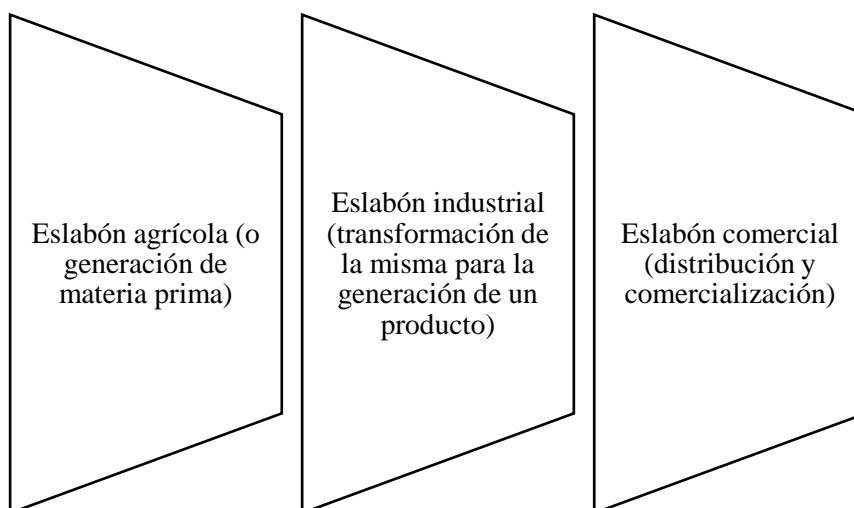 Eslabón agrícola (o
generación de
materia prima)
Eslabón industrial
(transformación de
la misma para la
generación de un
producto)
Eslabón comercial
(distribución y
comercialización)